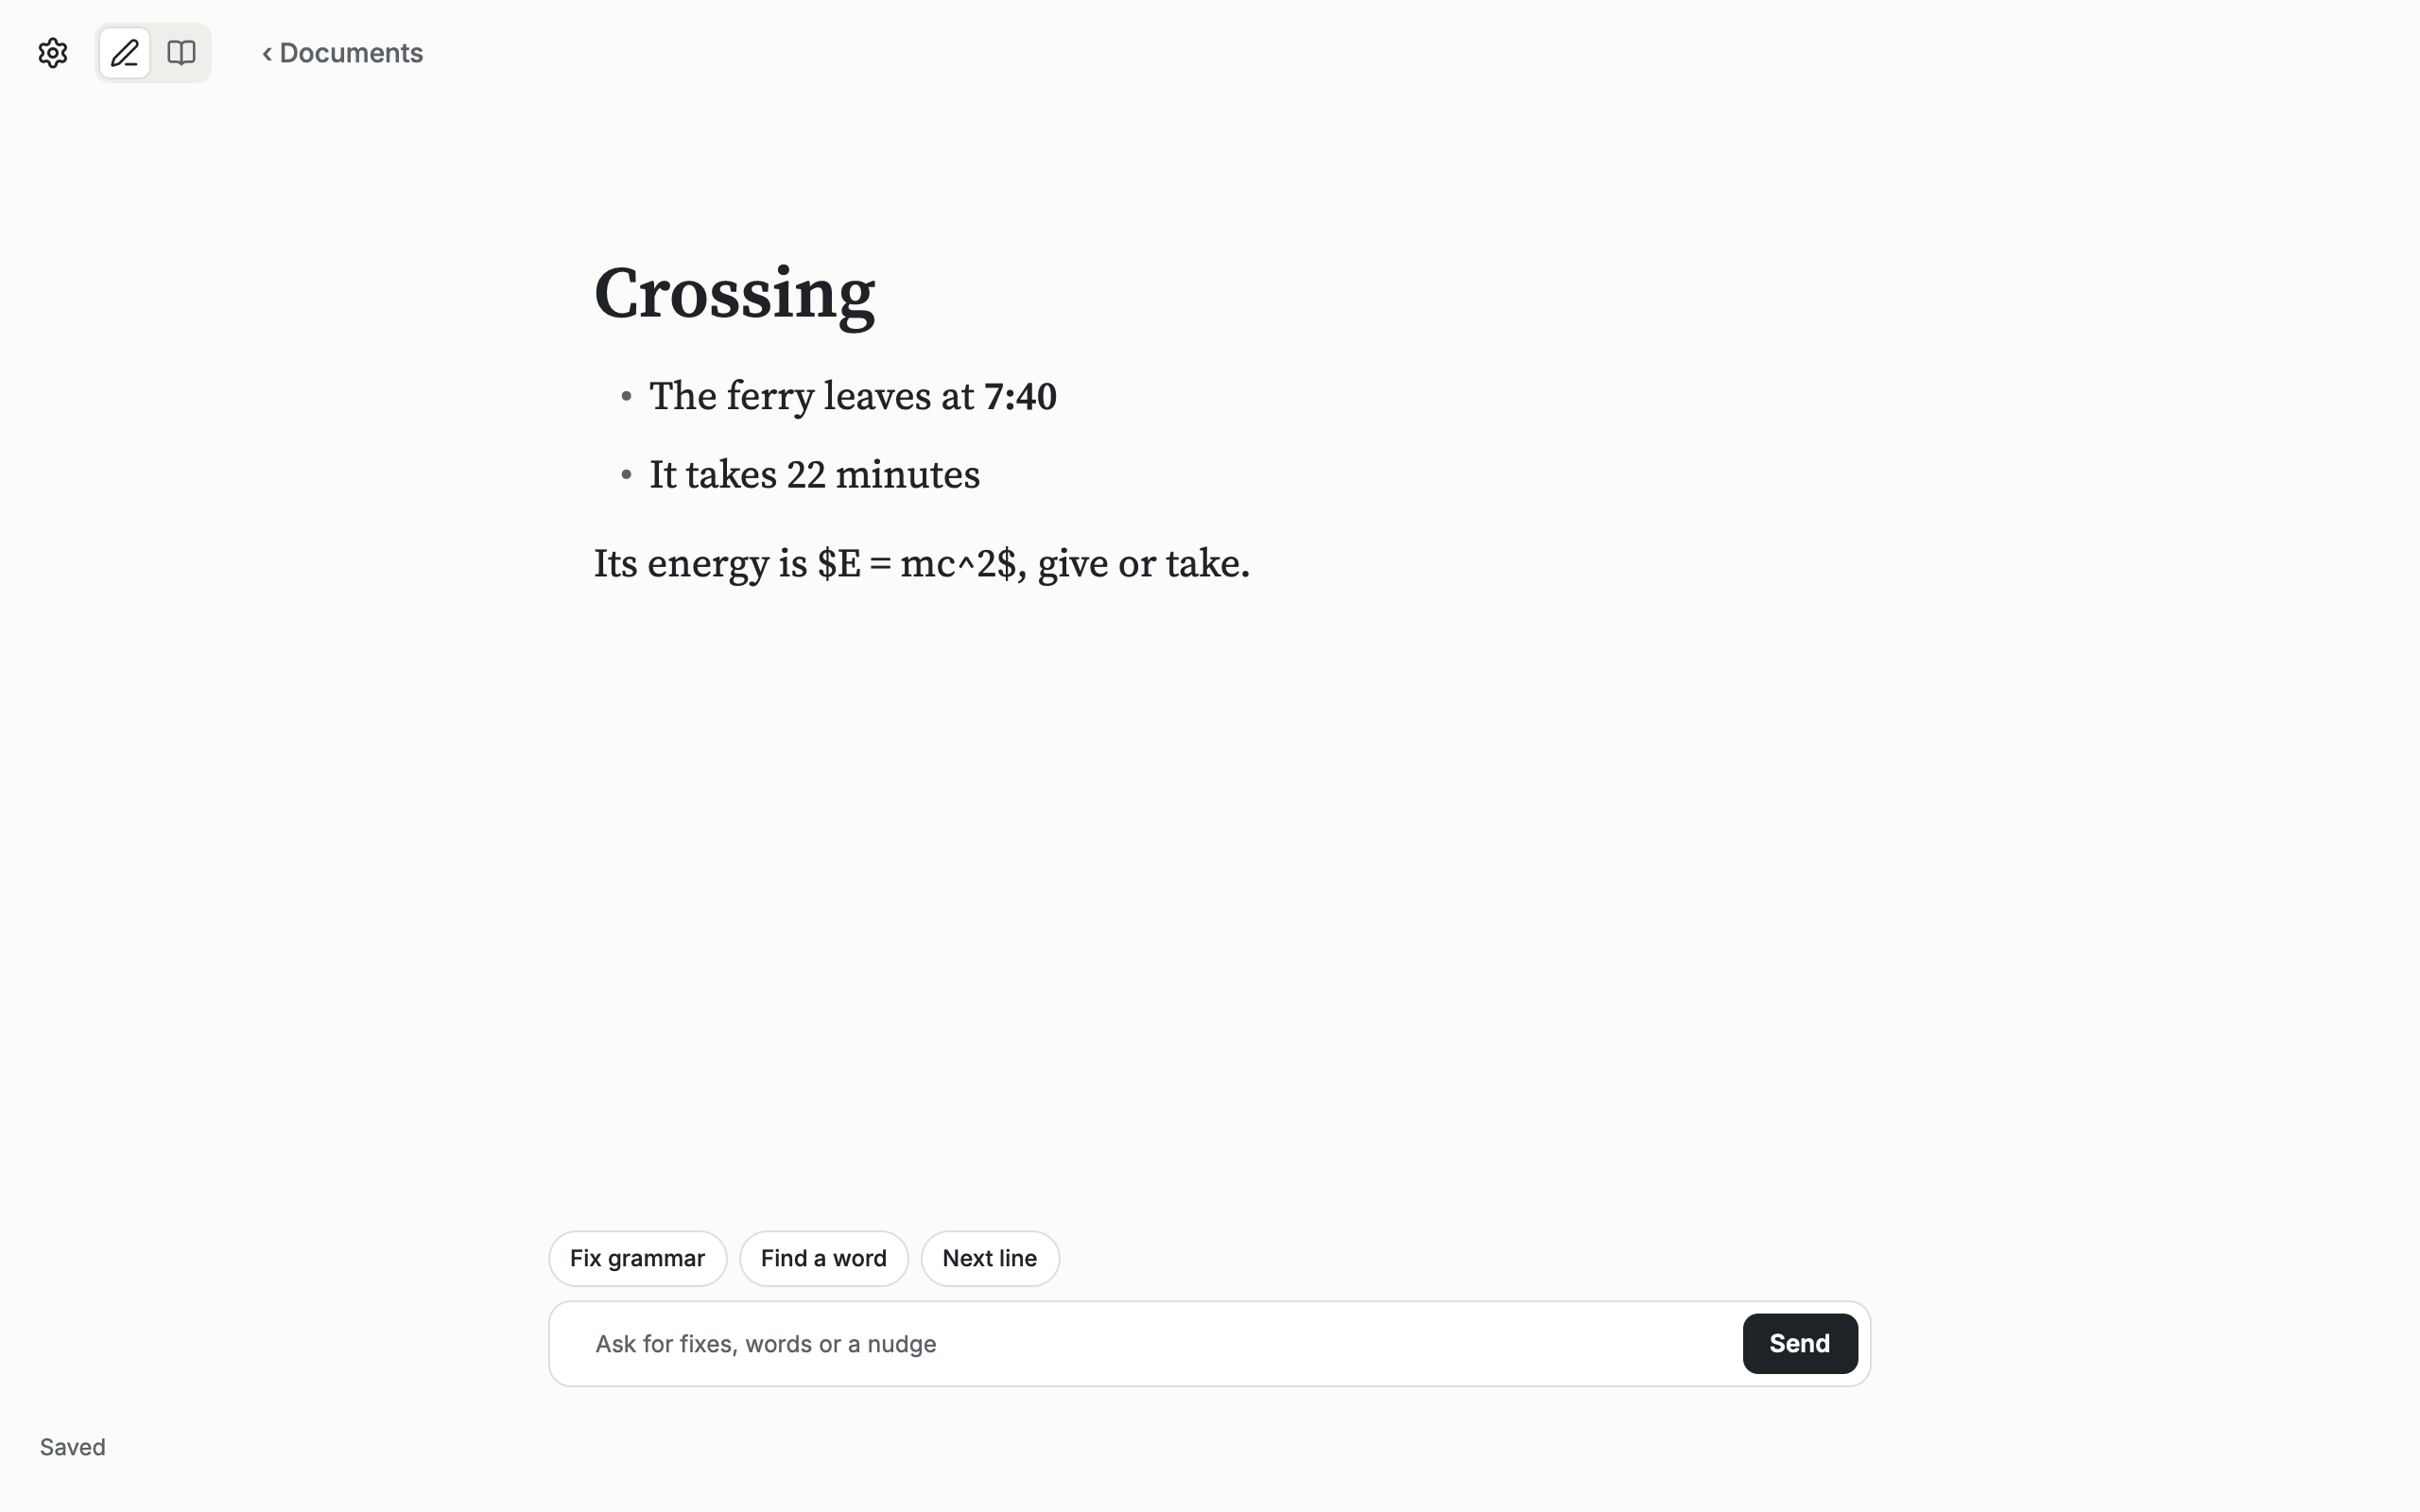 ‹ Documents
Crossing
• The ferry leaves at 7:40
• It takes 22 minutes
Its energy is $E = mc^2$, give or take.
Fix grammar
Find a word
Next line
Ask for fixes, words or a nudge
Send
Saved